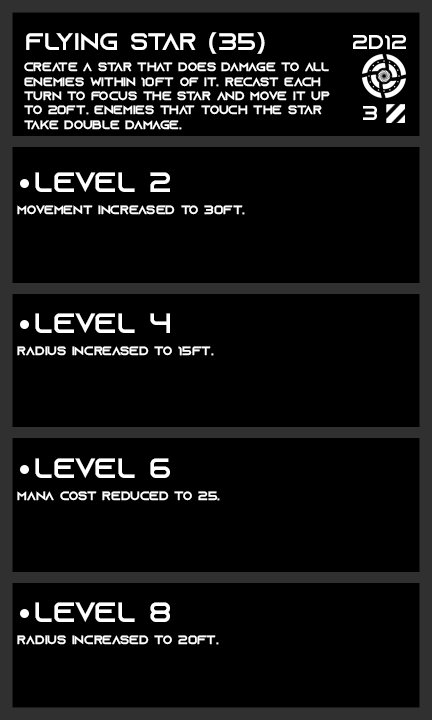 FLYING STAR (35)
2D12
CREATE A STAR THAT DOES DAMAGE TO ALL
ENEMIES WITHIN 10FT OF IT. RECAST EACH
TURN TO FOCUS THE STAR AND MOVE IT UP
TO 20FT. ENEMIES THAT TOUCH THE STAR
TAKE DOUBLE DAMAGE.
3
•LEVEL 2
MOVEMENT INCREASED TO 30FT.
•LEVEL 4
RADIUS INCREASED TO 15FT.
•LEVEL 6
MANA COST REDUCED TO 25.
•LEVEL 8
RADIUS INCREASED TO 20FT.